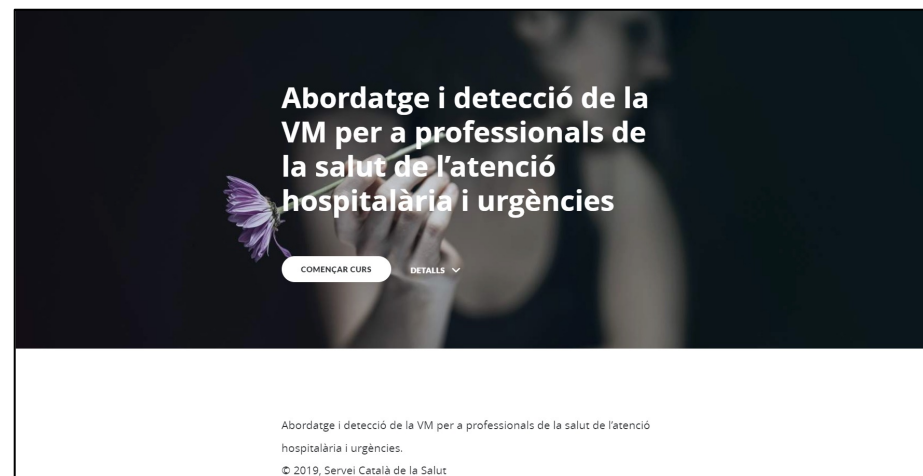 Abordatge i detecció de la
VM per a professionals de
la salut de l’atenció
hospitalària i urgències
COMENÇAR CURS
DETALLS
Abordatge i detecció de la VM per a professionals de la salut de l’atenció
hospitalària i urgències.
© 2019, Servei Català de la Salut